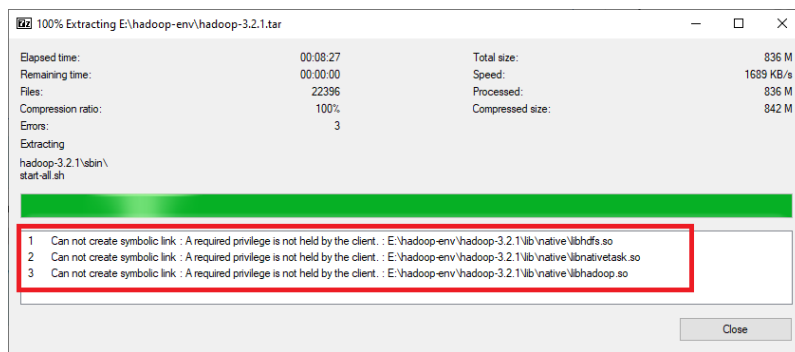 7z 100% Extracting E:\hadoop-env\hadoop-3.2.1.tar
Elapsed time: 00:08:27 Total size: 836 M
Remaining time: 00:00:00 Speed: 1689 KB/s
Files: 22396 Processed: 836 M
Compression ratio: 100% Compressed size: 842 M
Errors: 3
Extracting
hadoop-3.2.1\sbin\
start-all.sh
1 Can not create symbolic link : A required privilege is not held by the client. : E:\hadoop-env\hadoop-3.2.1\lib\native\libhdfs.so
2 Can not create symbolic link : A required privilege is not held by the client. : E:\hadoop-env\hadoop-3.2.1\lib\native\libnativetask.so
3 Can not create symbolic link : A required privilege is not held by the client. : E:\hadoop-env\hadoop-3.2.1\lib\native\libhadoop.so
Close